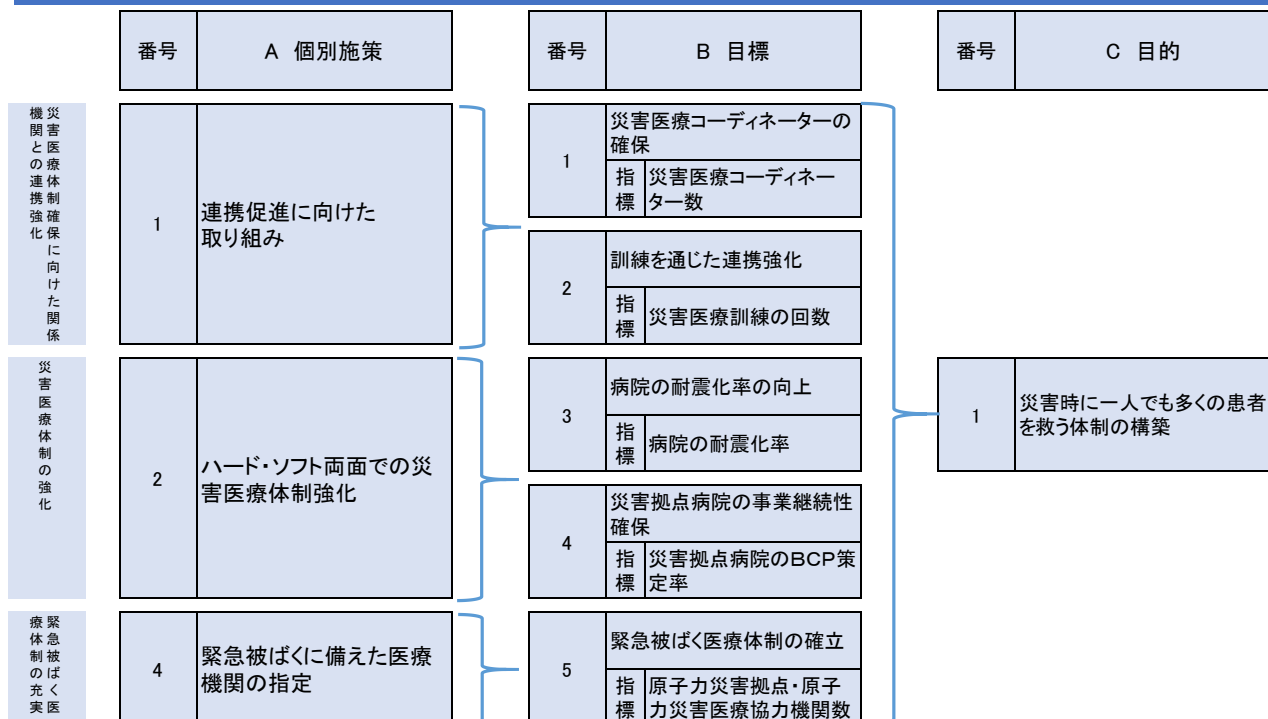 番号
A 個別施策
番号
B 目標
番号
C 目的
災害医療体制確保に向けた関係
機関との連携強化
1
連携促進に向けた
取り組み
1
災害医療コーディネーターの
確保
指
標
災害医療コーディネー
ター数
2
訓練を通じた連携強化
指
標
災害医療訓練の回数
災害医療体制の強化
2
ハード・ソフト両面での災
害医療体制強化
3
病院の耐震化率の向上
指
標
病院の耐震化率
4
災害拠点病院の事業継続性
確保
指
標
災害拠点病院のBCP策
定率
1
災害時に一人でも多くの患者
を救う体制の構築
緊急被ばく医
療体制の充実
4
緊急被ばくに備えた医療
機関の指定
5
緊急被ばく医療体制の確立
指
標
原子力災害拠点・原子
力災害医療協力機関数